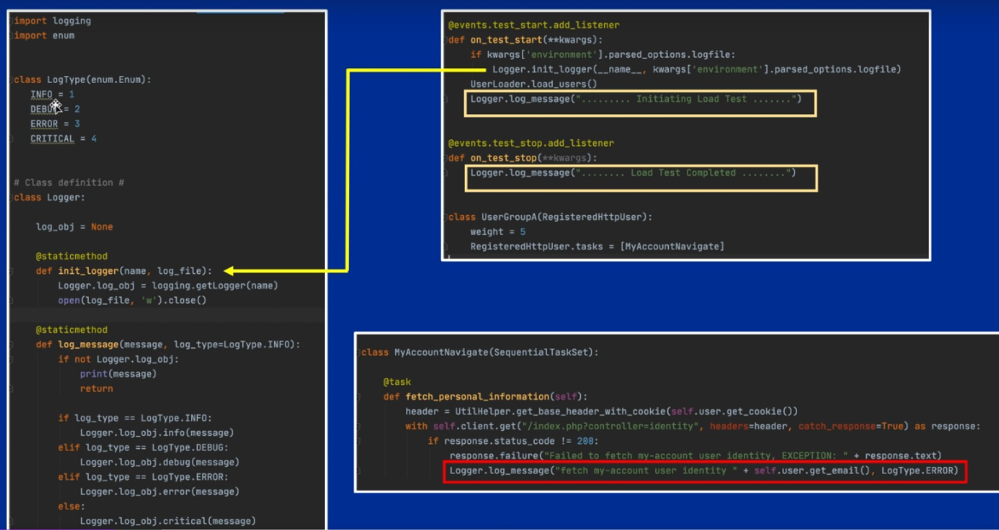 import logging
import enum
class LogType(enum.Enum):
    INFO = 1
    DEBUG = 2
    ERROR = 3
    CRITICAL = 4
# Class definition #
class Logger:
    log_obj = None
    @staticmethod
    def init_logger(name, log_file):
        Logger.log_obj = logging.getLogger(name)
        open(log_file, 'w').close()
    @staticmethod
    def log_message(message, log_type=LogType.INFO):
        if not Logger.log_obj:
            print(message)
            return
        if log_type == LogType.INFO:
            Logger.log_obj.info(message)
        elif log_type == LogType.DEBUG:
            Logger.log_obj.debug(message)
        elif log_type == LogType.ERROR:
            Logger.log_obj.error(message)
        else:
            Logger.log_obj.critical(message)
@events.test_start.add_listener
def on_test_start(**kwargs):
    if kwargs['environment'].parsed_options.logfile:
        Logger.init_logger(__name__, kwargs['environment'].parsed_options.logfile)
    UserLoader.load_users()
    Logger.log_message("......... Initiating Load Test .......")
@events.test_stop.add_listener
def on_test_stop(**kwargs):
    Logger.log_message("........ Load Test Completed ........")
class UserGroupA(RegisteredHttpUser):
    weight = 5
    RegisteredHttpUser.tasks = [MyAccountNavigate]
class MyAccountNavigate(SequentialTaskSet):
    @task
    def fetch_personal_information(self):
        header = UtilHelper.get_base_header_with_cookie(self.user.get_cookie())
        with self.client.get("/index.php?controller=identity", headers=header, catch_response=True) as response:
            if response.status_code != 200:
                response.failure("Failed to fetch my-account user identity, EXCEPTION: " + response.text)
                Logger.log_message("fetch my-account user identity " + self.user.get_email(), LogType.ERROR)